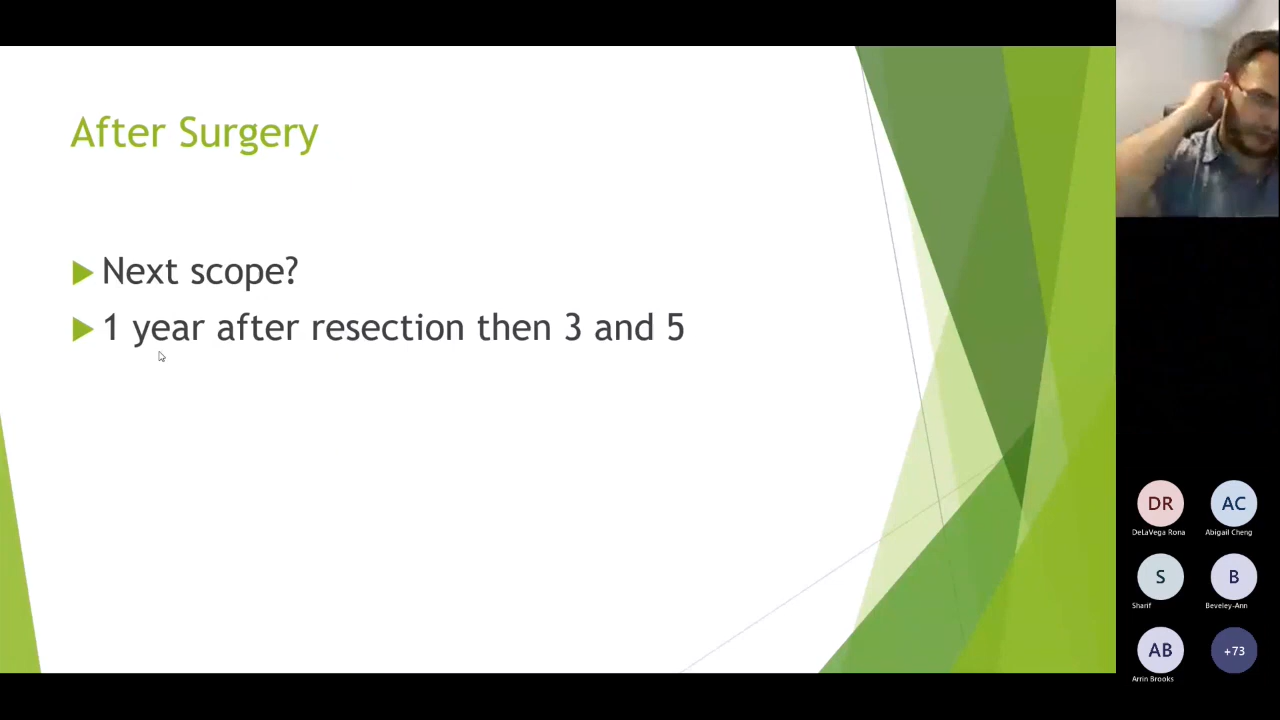 After Surgery
Next scope?
1 year after resection then 3 and 5
DR
AC
DeLaVega Rona
Abigail Cheng
S
B
Sharif
Beveley-Ann
AB
+73
Arrin Brooks